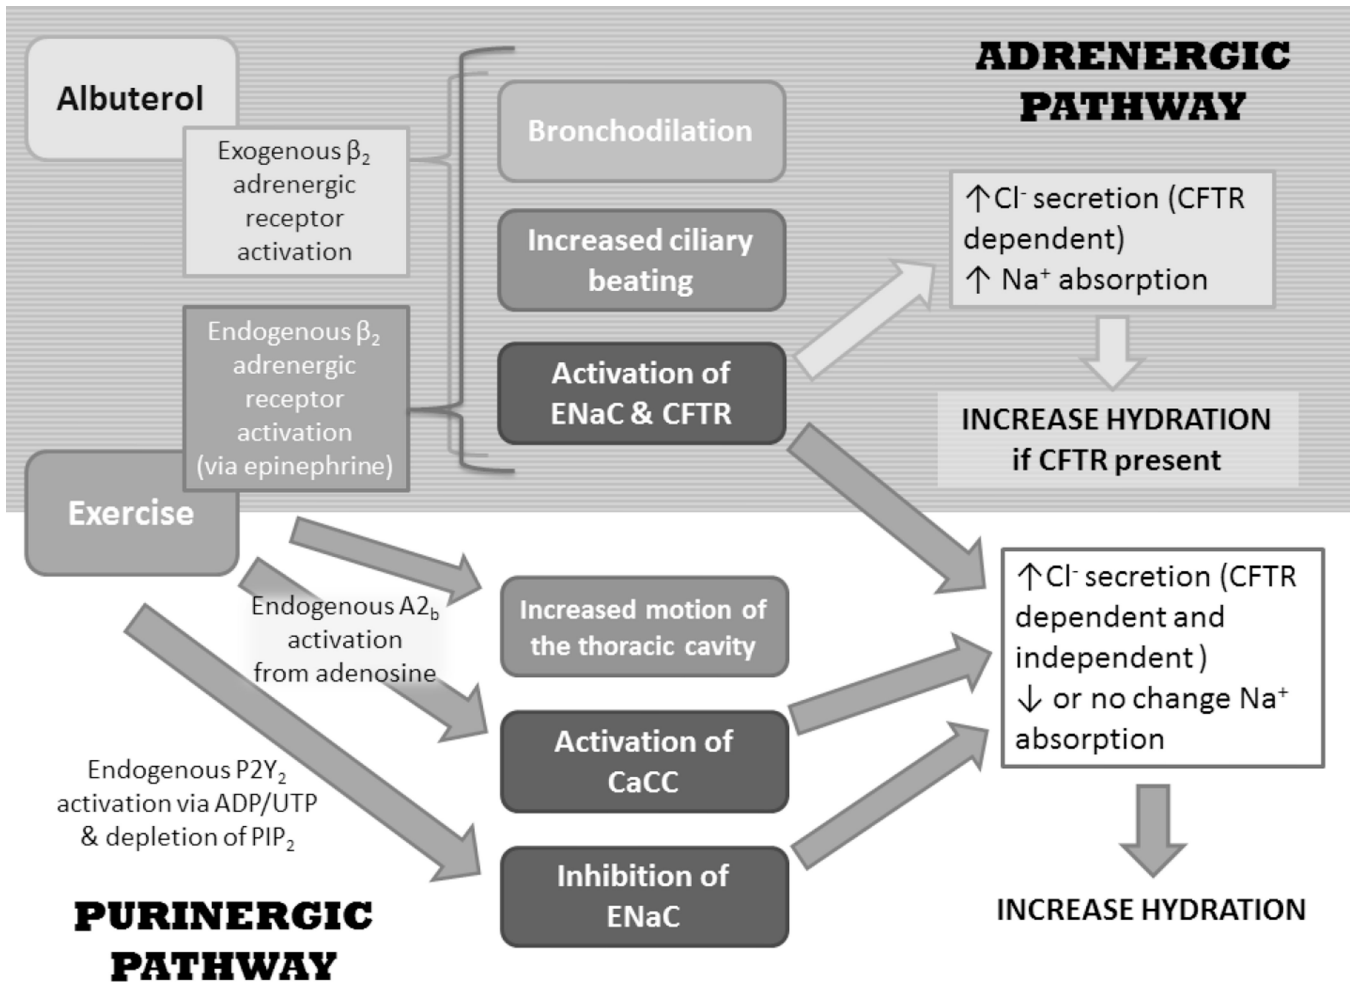 Albuterol
Exogenous β₂
adrenergic
receptor
activation
Endogenous β₂
adrenergic
receptor
activation
(via epinephrine)
Exercise
Bronchodilation
Increased ciliary
beating
Activation of
ENaC & CFTR
ADRENERGIC
PATHWAY
↑Cl⁻ secretion (CFTR
dependent)
↑ Na⁺ absorption
INCREASE HYDRATION
if CFTR present
Endogenous A2b
activation
from adenosine
Endogenous P2Y₂
activation via ADP/UTP
& depletion of PIP₂
PURINERGIC
PATHWAY
Increased motion of
the thoracic cavity
Activation of
CaCC
Inhibition of
ENaC
↑Cl⁻ secretion (CFTR
dependent and
independent)
↓ or no change Na⁺
absorption
INCREASE HYDRATION